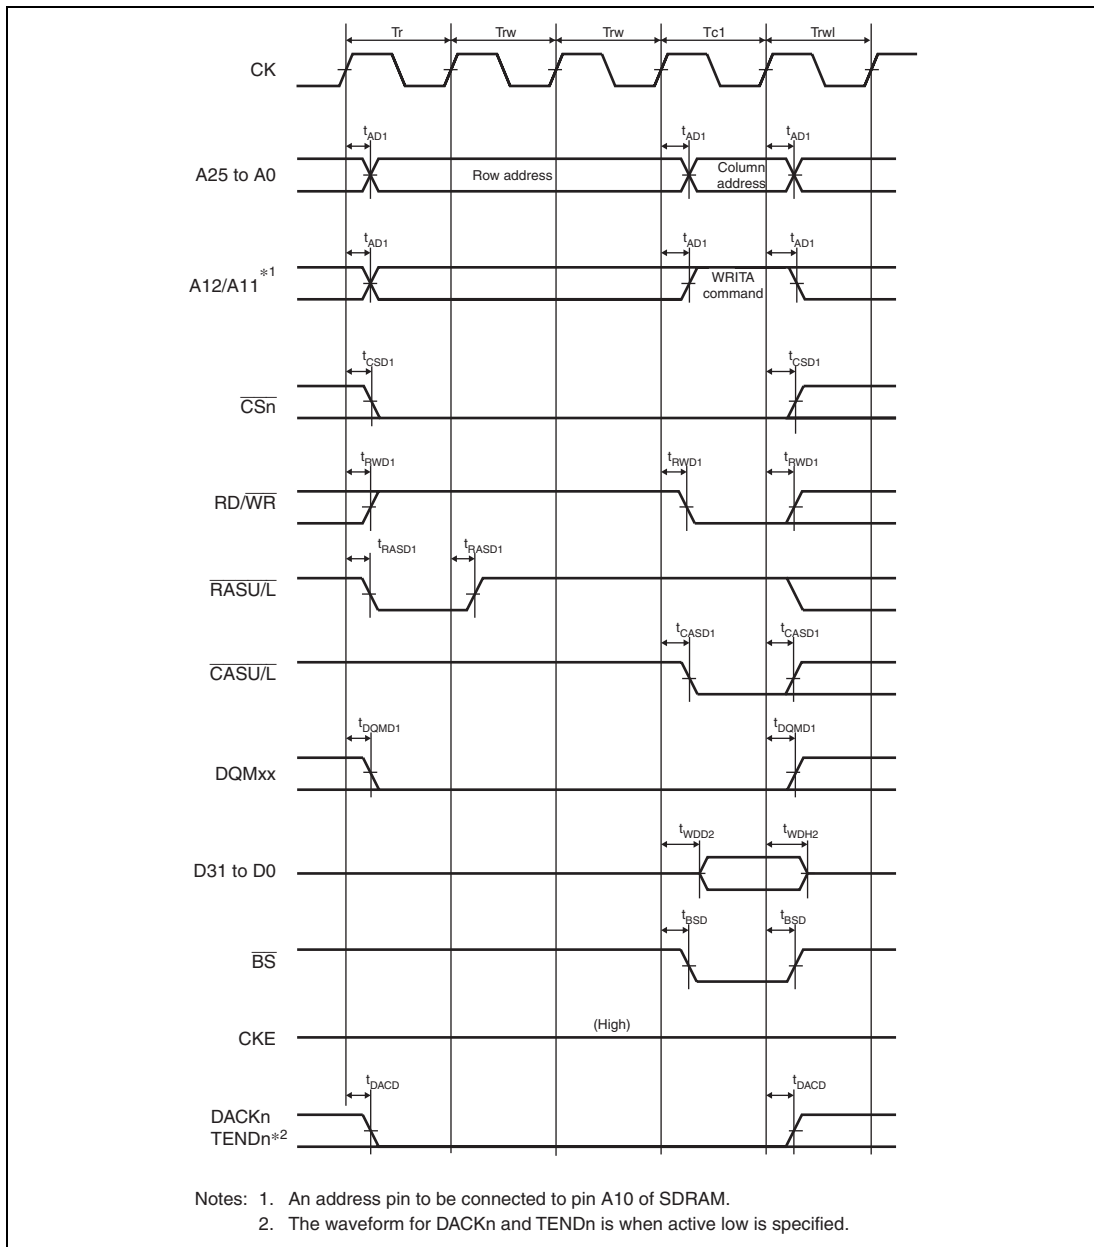 Tr Trw Trw Tc1 Trwl
CK
tAD1 tAD1 tAD1
A25 to A0 Row address Column address
tAD1 tAD1 tAD1
A12/A11 *1 WRITA command
tCSD1 tCSD1
CSn
tRWD1 tRWD1 tRWD1
RD/WR
tRASD1 tRASD1
RASU/L
tCASD1 tCASD1
CASU/L
tDQMD1 tDQMD1
DQMxx
tWDD2 tWDH2
D31 to D0
tBSD tBSD
BS
(High)
CKE
tDACD tDACD
DACKn
TENDn*2
Notes: 1. An address pin to be connected to pin A10 of SDRAM.
2. The waveform for DACKn and TENDn is when active low is specified.